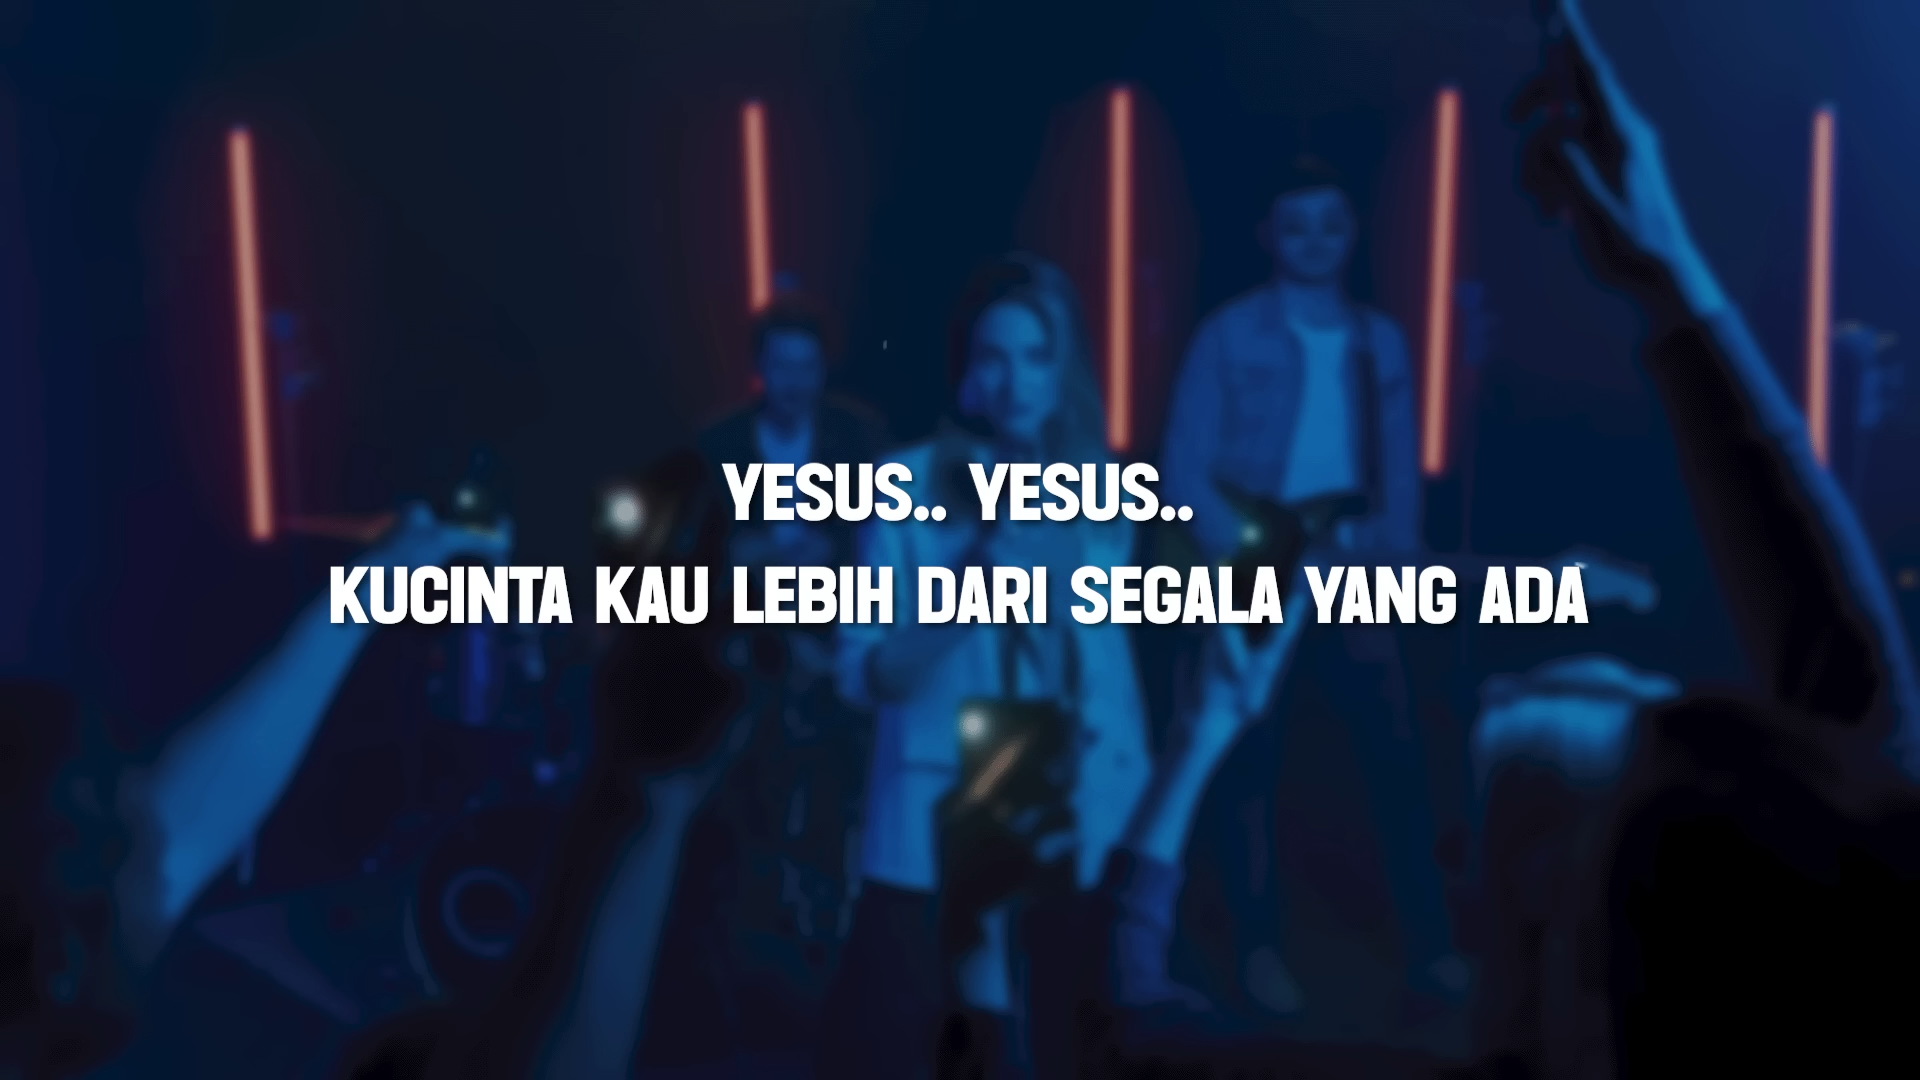 YESUS.. YESUS..
KUCINTA KAU LEBIH DARI SEGALA YANG ADA